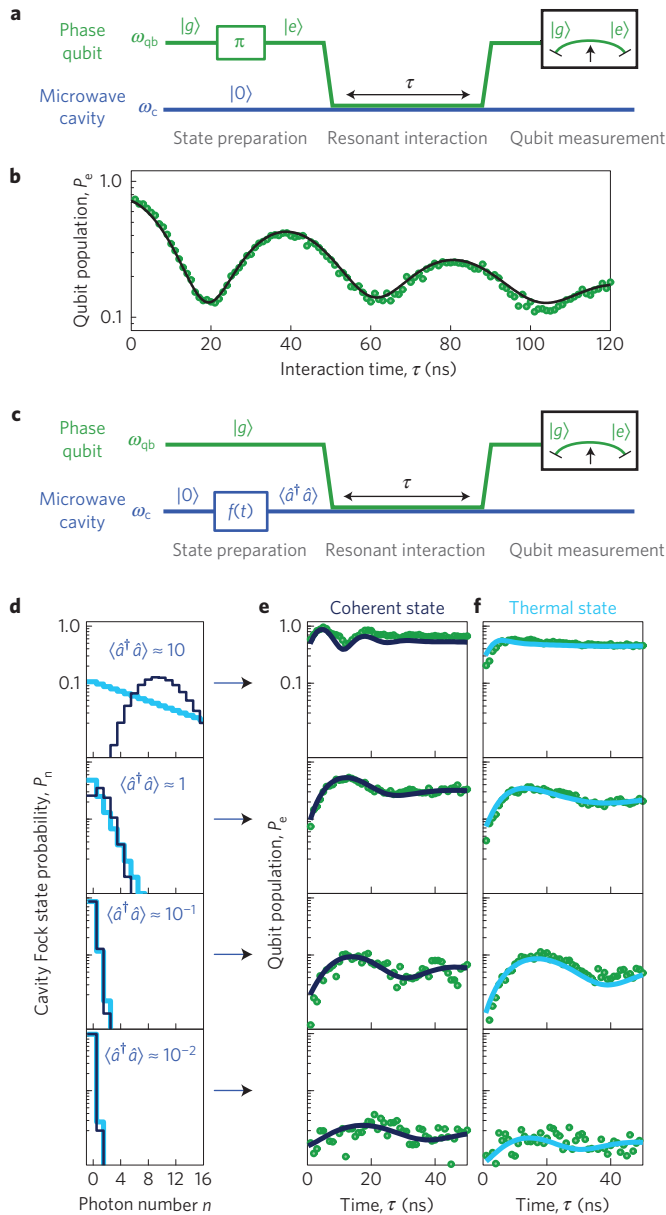 a
Phase qubit
ω_qb
|g⟩
π
|e⟩
|g⟩ |e⟩
Microwave cavity
ω_c
|0⟩
τ
State preparation
Resonant interaction
Qubit measurement
b
Qubit population, P_e
1.0
0.1
0 20 40 60 80 100 120
Interaction time, τ (ns)
c
Phase qubit
ω_qb
|g⟩
|g⟩ |e⟩
Microwave cavity
ω_c
|0⟩
f(t)
⟨â†â⟩
τ
State preparation
Resonant interaction
Qubit measurement
d
e
Coherent state
f
Thermal state
Cavity Fock state probability, P_n
1.0
0.1
⟨â†â⟩ ≈ 10
⟨â†â⟩ ≈ 1
⟨â†â⟩ ≈ 10⁻¹
⟨â†â⟩ ≈ 10⁻²
0 4 8 12 16
Photon number n
Qubit population, P_e
1.0
0.1
0 20 40
Time, τ (ns)
1.0
0.1
0 20 40
Time, τ (ns)